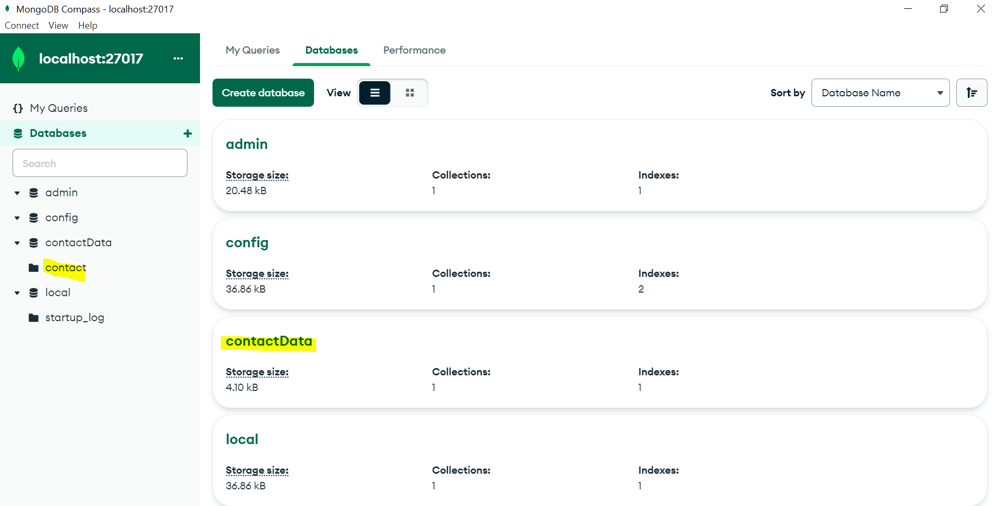 MongoDB Compass - localhost:27017
Connect View Help
localhost:27017 ...
My Queries
Databases +
Search
admin
config
contactData
contact
local
startup_log
My Queries Databases Performance
Create database View Sort by Database Name
admin
Storage size: Collections: Indexes:
20.48 kB 1 1
config
Storage size: Collections: Indexes:
36.86 kB 1 2
contactData
Storage size: Collections: Indexes:
4.10 kB 1 1
local
Storage size: Collections: Indexes:
36.86 kB 1 1